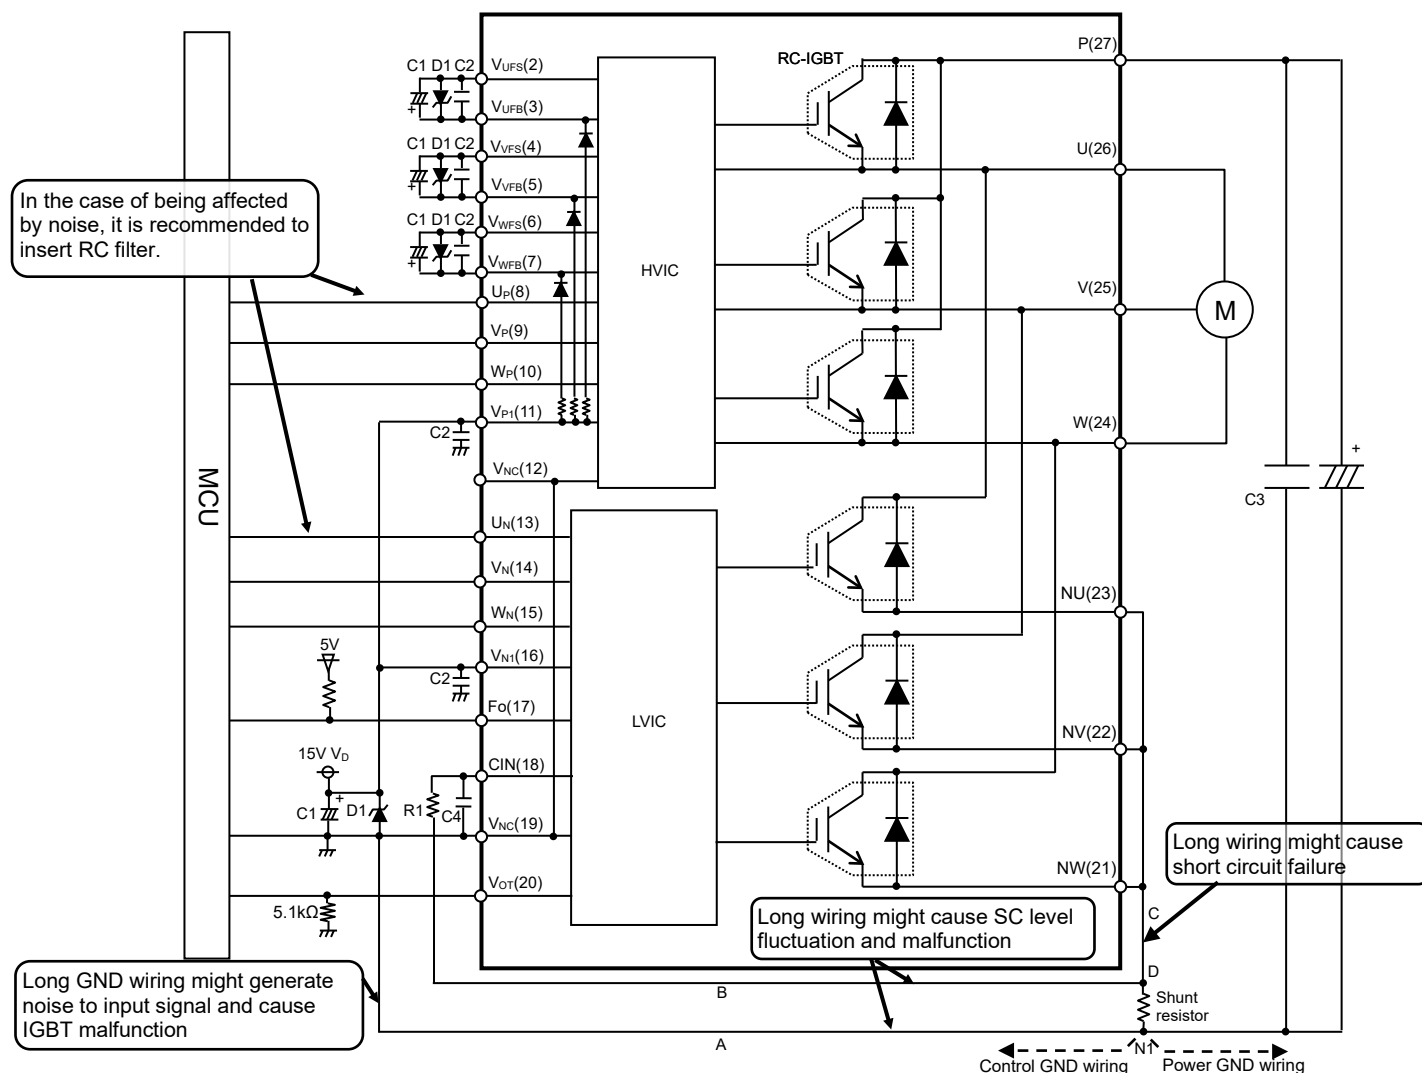 RC-IGBT
P(27)
C1 D1 C2
VUFS(2)
VUFB(3)
C1 D1 C2
VVFS(4)
U(26)
VVFB(5)
In the case of being affected
by noise, it is recommended to
insert RC filter.
C1 D1 C2
VWFS(6)
VWFB(7)
HVIC
UP(8)
V(25)
M
VP(9)
WP(10)
VP1(11)
W(24)
C2
+
VNC(12)
MCU
C3
UN(13)
VN(14)
NU(23)
WN(15)
5V
VN1(16)
C2
Fo(17)
LVIC
NV(22)
15V VD
CIN(18)
+
C1
D1
R1
C4
VNC(19)
Long wiring might cause
short circuit failure
NW(21)
VOT(20)
5.1kΩ
Long wiring might cause SC level
fluctuation and malfunction
C
Long GND wiring might generate
noise to input signal and cause
IGBT malfunction
D
B
Shunt
resistor
A
N1
Control GND wiring
Power GND wiring
+
+
+